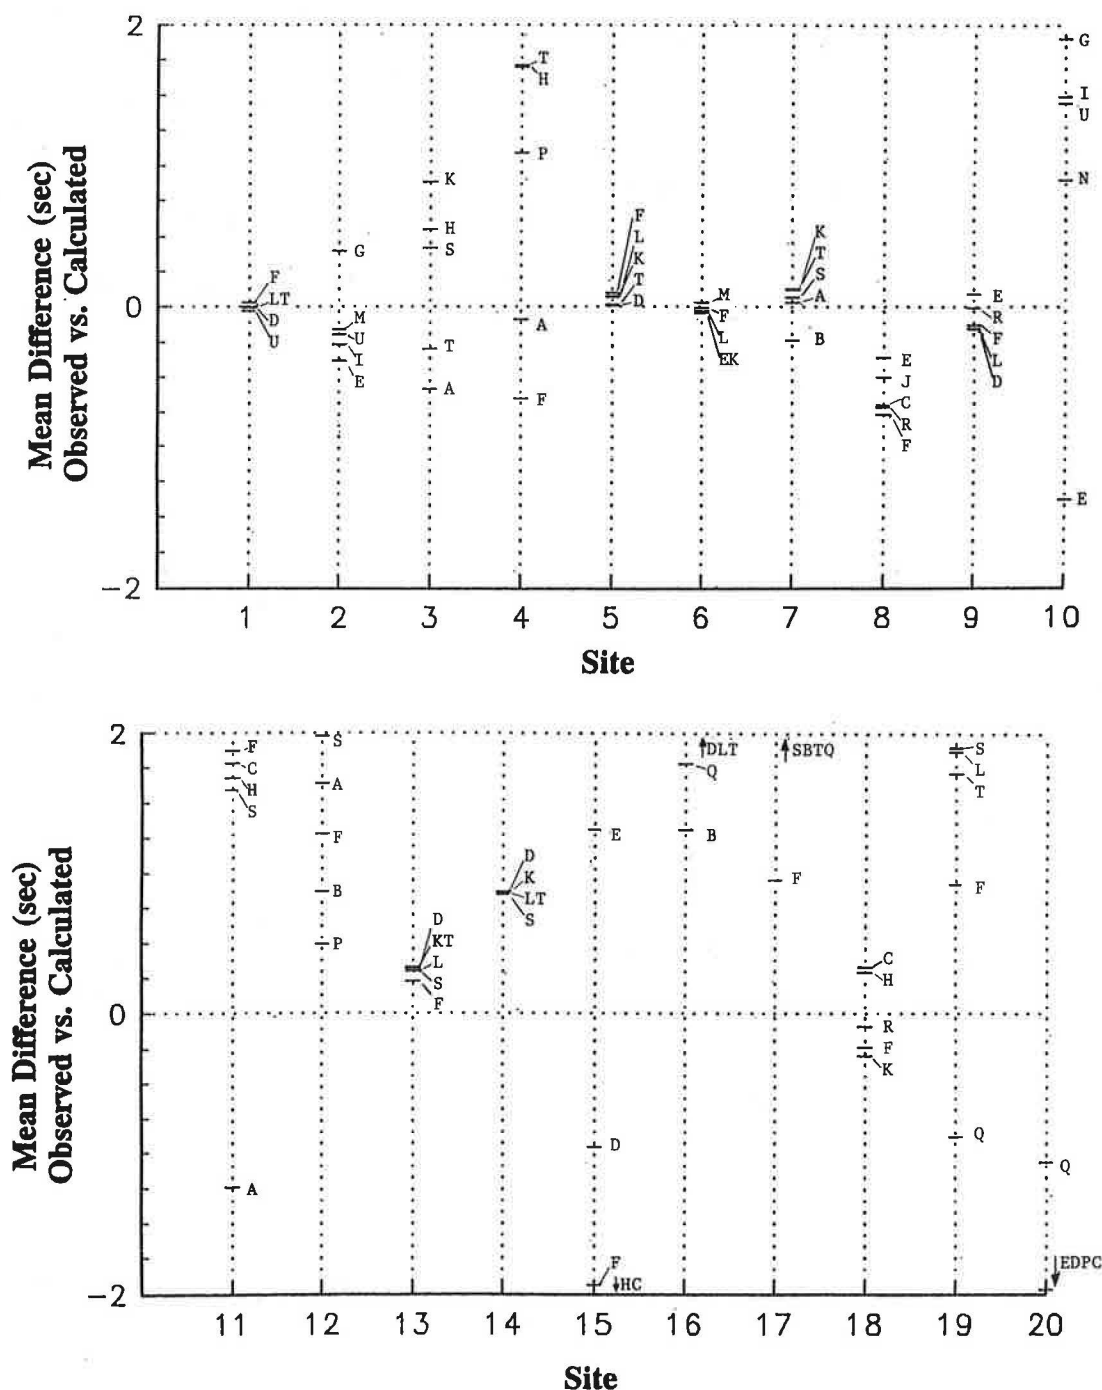 2
G
T
H
I
U
P
K
N
F
H
L
K
S
K
G
T
T
S
F
M
E
0
LT
D
A
D
M
F
A
R
U
U
L
B
F
T
I
EK
E
L
E
J
D
A
F
C
R
F
E
-2
1 2 3 4 5 6 7 8 9 10
Site
Mean Difference (sec)
Observed vs. Calculated
2
F
S
DLT
SBTQ
S
C
Q
L
H
A
T
S
F
E
B
D
B
K
F
F
LT
S
D
P
KT
L
C
S
H
F
0
R
F
K
D
Q
Q
A
F
EDPC
HC
-2
11 12 13 14 15 16 17 18 19 20
Site
Mean Difference (sec)
Observed vs. Calculated